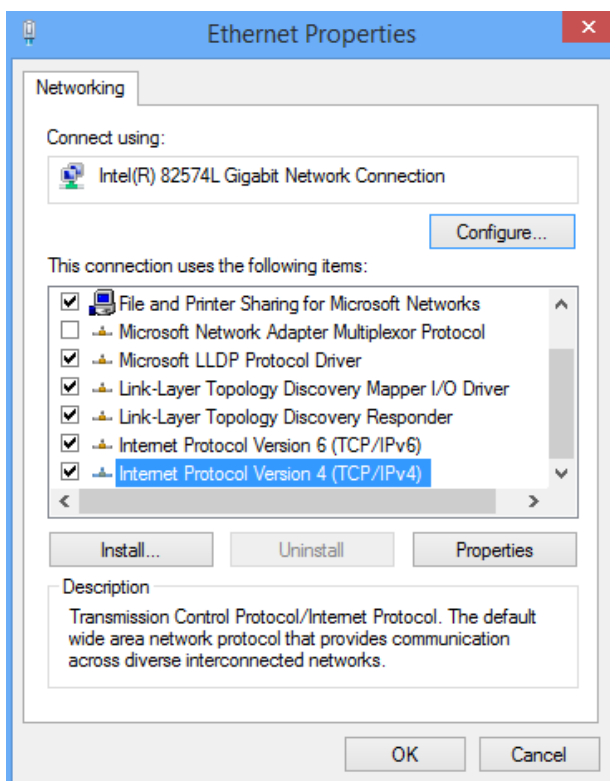 Ethernet Properties
Networking
Connect using:
Intel(R) 82574L Gigabit Network Connection
Configure...
This connection uses the following items:
File and Printer Sharing for Microsoft Networks
Microsoft Network Adapter Multiplexor Protocol
Microsoft LLDP Protocol Driver
Link-Layer Topology Discovery Mapper I/O Driver
Link-Layer Topology Discovery Responder
Internet Protocol Version 6 (TCP/IPv6)
Internet Protocol Version 4 (TCP/IPv4)
Install... Uninstall Properties
Description
Transmission Control Protocol/Internet Protocol. The default
wide area network protocol that provides communication
across diverse interconnected networks.
OK Cancel